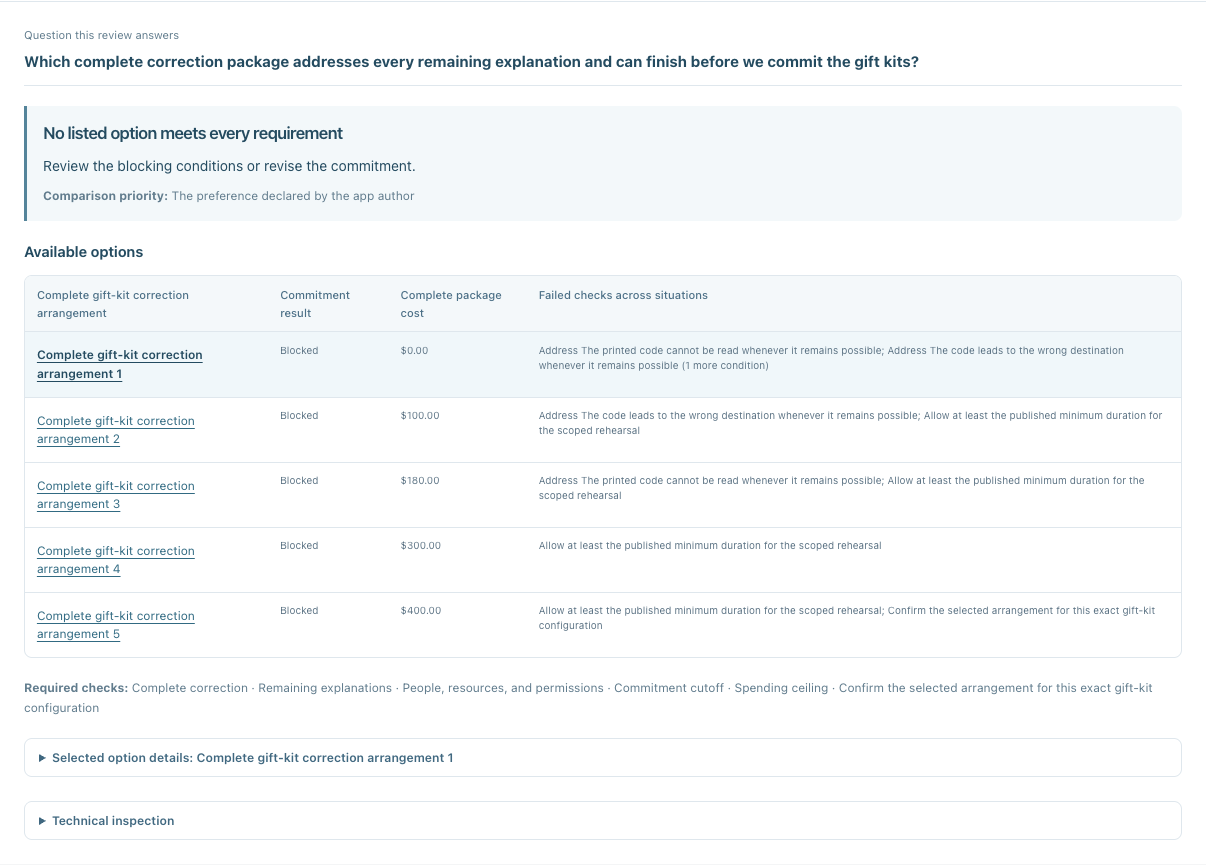 Question this review answers
Which complete correction package addresses every remaining explanation and can finish before we commit the gift kits?
No listed option meets every requirement
Review the blocking conditions or revise the commitment.
Comparison priority: The preference declared by the app author
Available options
Complete gift-kit correction
arrangement
Commitment
result
Complete package
cost
Failed checks across situations
Complete gift-kit correction
arrangement 1
Blocked
$0.00
Address The printed code cannot be read whenever it remains possible; Address The code leads to the wrong destination
whenever it remains possible (1 more condition)
Complete gift-kit correction
arrangement 2
Blocked
$100.00
Address The code leads to the wrong destination whenever it remains possible; Allow at least the published minimum duration for
the scoped rehearsal
Complete gift-kit correction
arrangement 3
Blocked
$180.00
Address The printed code cannot be read whenever it remains possible; Allow at least the published minimum duration for the
scoped rehearsal
Complete gift-kit correction
arrangement 4
Blocked
$300.00
Allow at least the published minimum duration for the scoped rehearsal
Complete gift-kit correction
arrangement 5
Blocked
$400.00
Allow at least the published minimum duration for the scoped rehearsal; Confirm the selected arrangement for this exact gift-kit
configuration
Required checks: Complete correction · Remaining explanations · People, resources, and permissions · Commitment cutoff · Spending ceiling · Confirm the selected arrangement for this exact gift-kit
configuration
▶ Selected option details: Complete gift-kit correction arrangement 1
▶ Technical inspection